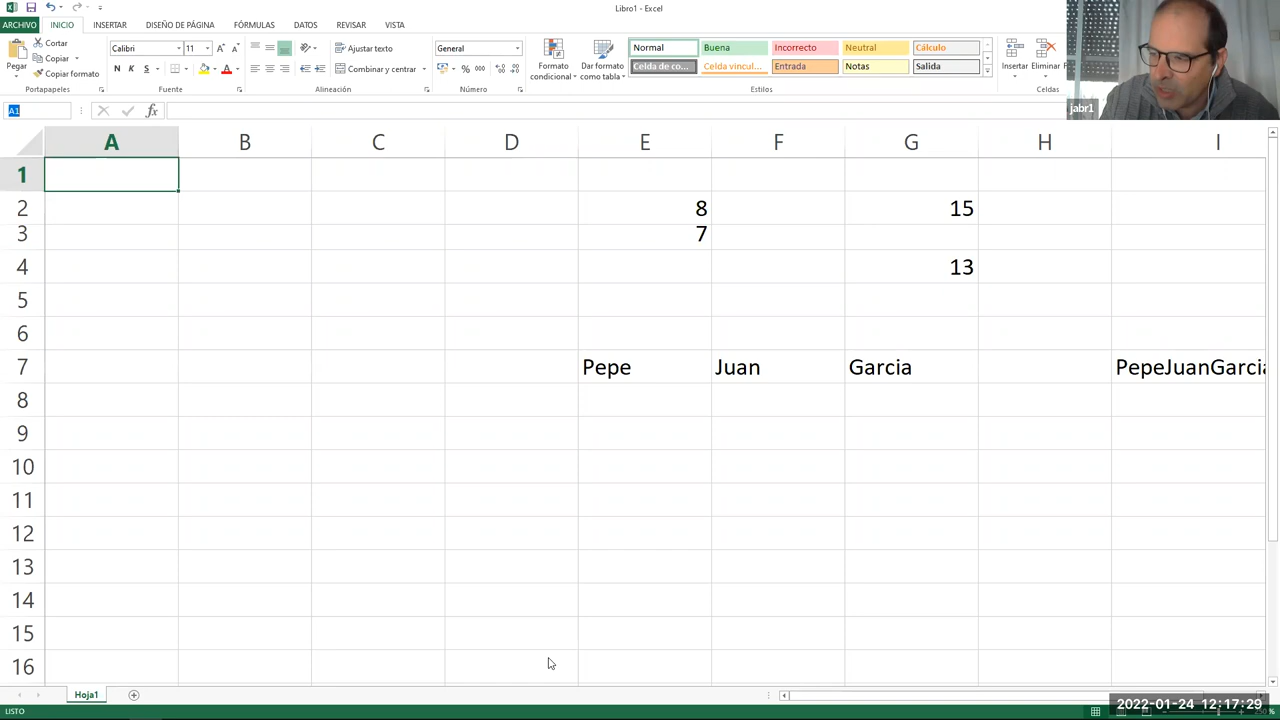 Libro1 - Excel
ARCHIVO INICIO INSERTAR DISEÑO DE PÁGINA FÓRMULAS DATOS REVISAR VISTA
Pegar
Cortar
Copiar
Copiar formato
Portapapeles
Calibri 11
N K S
Fuente
Ajustar texto
Combinar y centrar
Alineación
General
% 000
Número
Formato condicional
Dar formato como tabla
Normal Buena Incorrecto Neutral Cálculo
Celda de co... Celda vincul... Entrada Notas Salida
Estilos
Insertar Eliminar
Celdas
jabr1
A1
fx
A B C D E F G H I
1
2 8 15
3 7
4 13
5
6
7 Pepe Juan Garcia PepeJuanGarcia
8
9
10
11
12
13
14
15
16
Hoja1
LISTO
2022-01-24 12:17:29